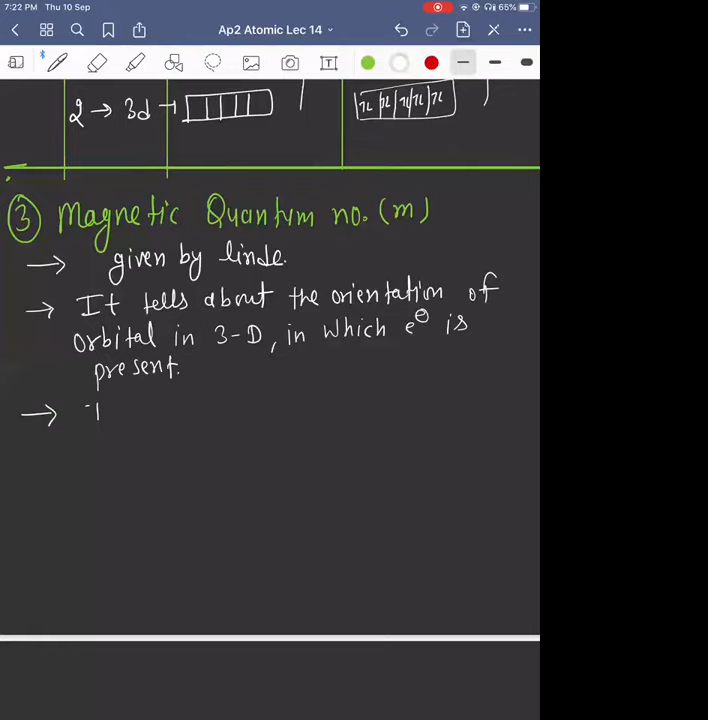 7:22 PM Thu 10 Sep
65%
Ap2 Atomic Lec 14
T
2 → 3d →
③ Magnetic Quantum no. (m)
→ given by linde.
→ It tells about the orientation of
orbital in 3-D, in which e⊖ is
present.
→